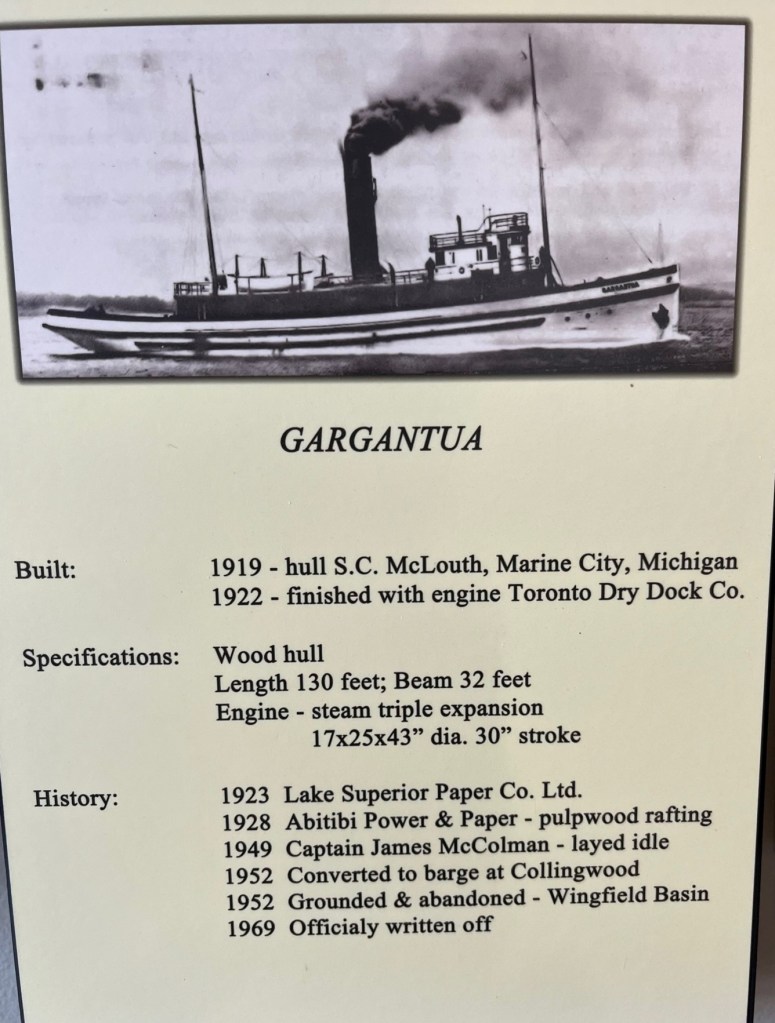 GARGANTUA
GARGANTUA
Built: 1919 - hull S.C. McLouth, Marine City, Michigan
1922 - finished with engine Toronto Dry Dock Co.
Specifications: Wood hull
Length 130 feet; Beam 32 feet
Engine - steam triple expansion
17x25x43” dia. 30” stroke
History: 1923 Lake Superior Paper Co. Ltd.
1928 Abitibi Power & Paper - pulpwood rafting
1949 Captain James McColman - layed idle
1952 Converted to barge at Collingwood
1952 Grounded & abandoned - Wingfield Basin
1969 Officialy written off